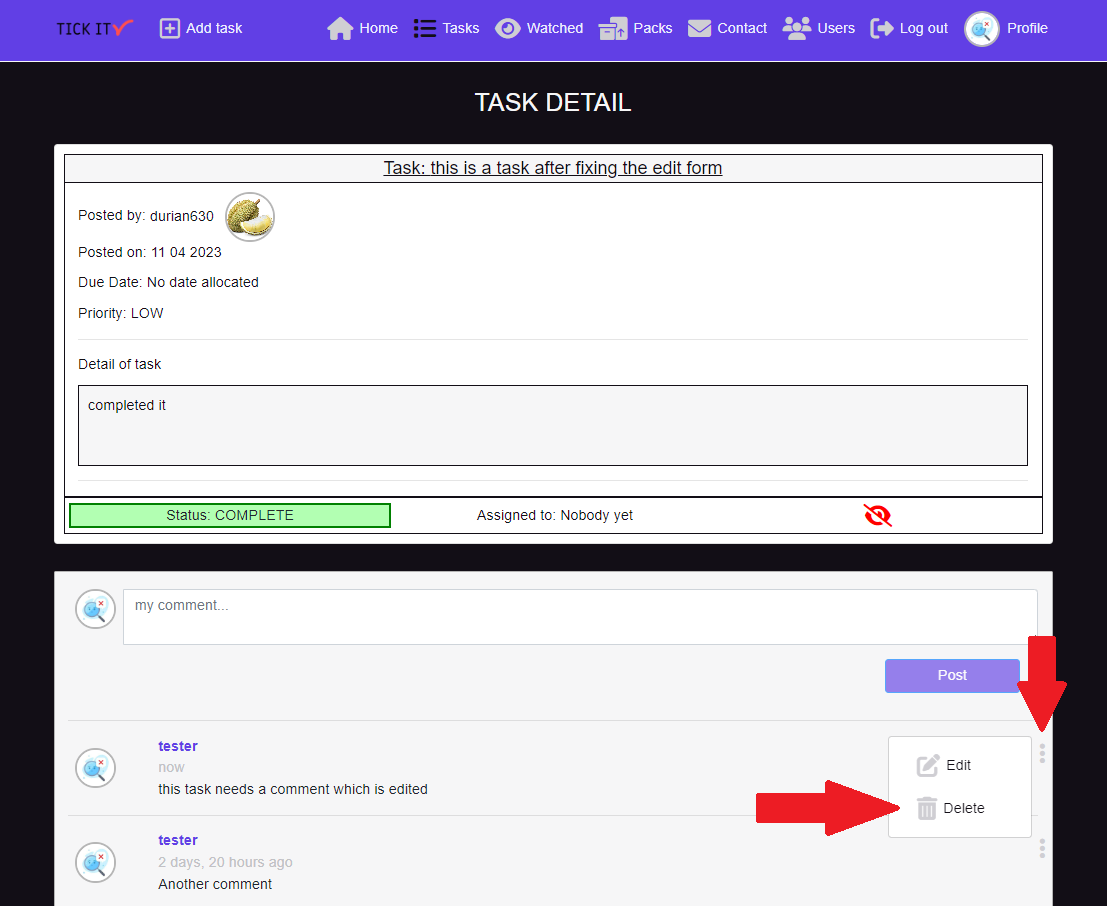 TICK IT Add task Home Tasks Watched Packs Contact Users Log out Profile
TASK DETAIL
Task: this is a task after fixing the edit form
Posted by: durian630
Posted on: 11 04 2023
Due Date: No date allocated
Priority: LOW
Detail of task
completed it
Status: COMPLETE Assigned to: Nobody yet
my comment...
Post
tester
now
this task needs a comment which is edited
Edit
Delete
tester
2 days, 20 hours ago
Another comment